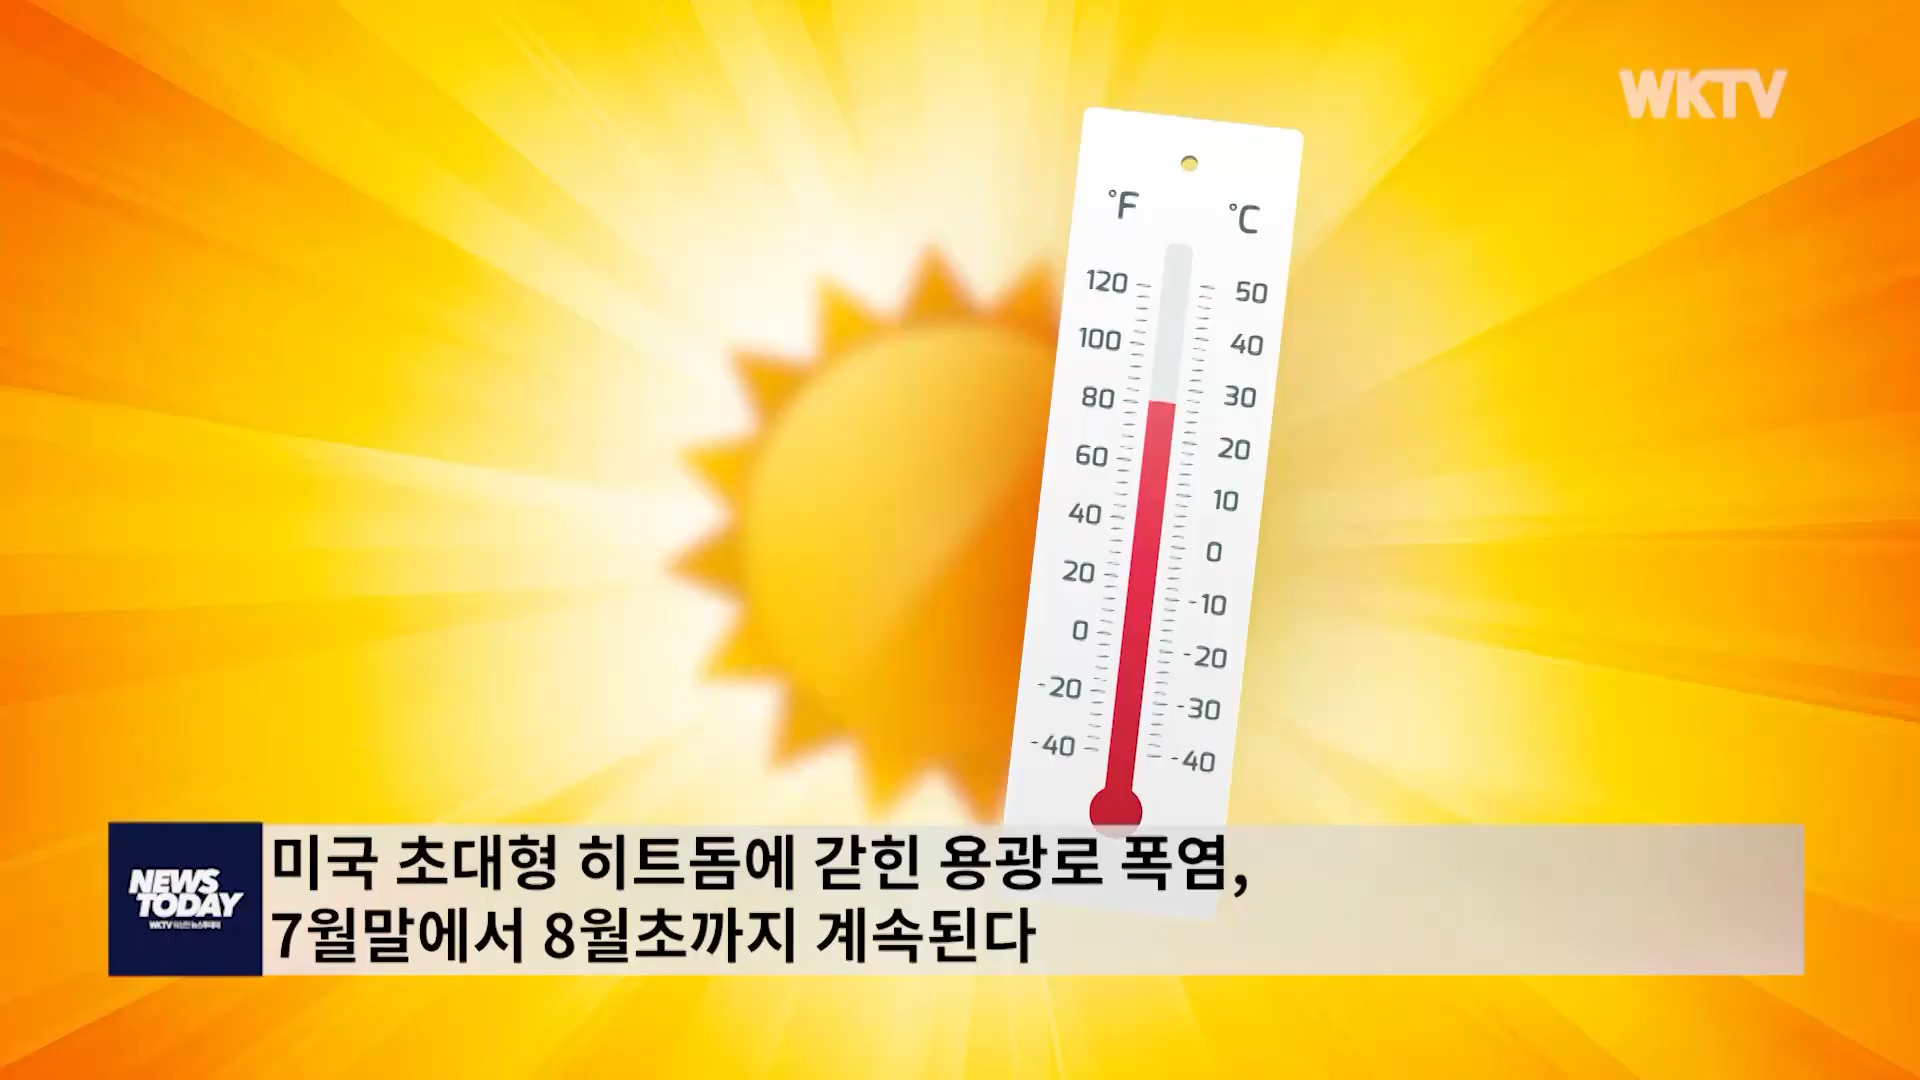 WKTV
°F °C
120 50
100 40
80 30
60 20
40 10
20 0
0 -10
-20 -20
-40 -30
-40
NEWS
TODAY
미국 초대형 히트돔에 갇힌 용광로 폭염,
7월말에서 8월초까지 계속된다